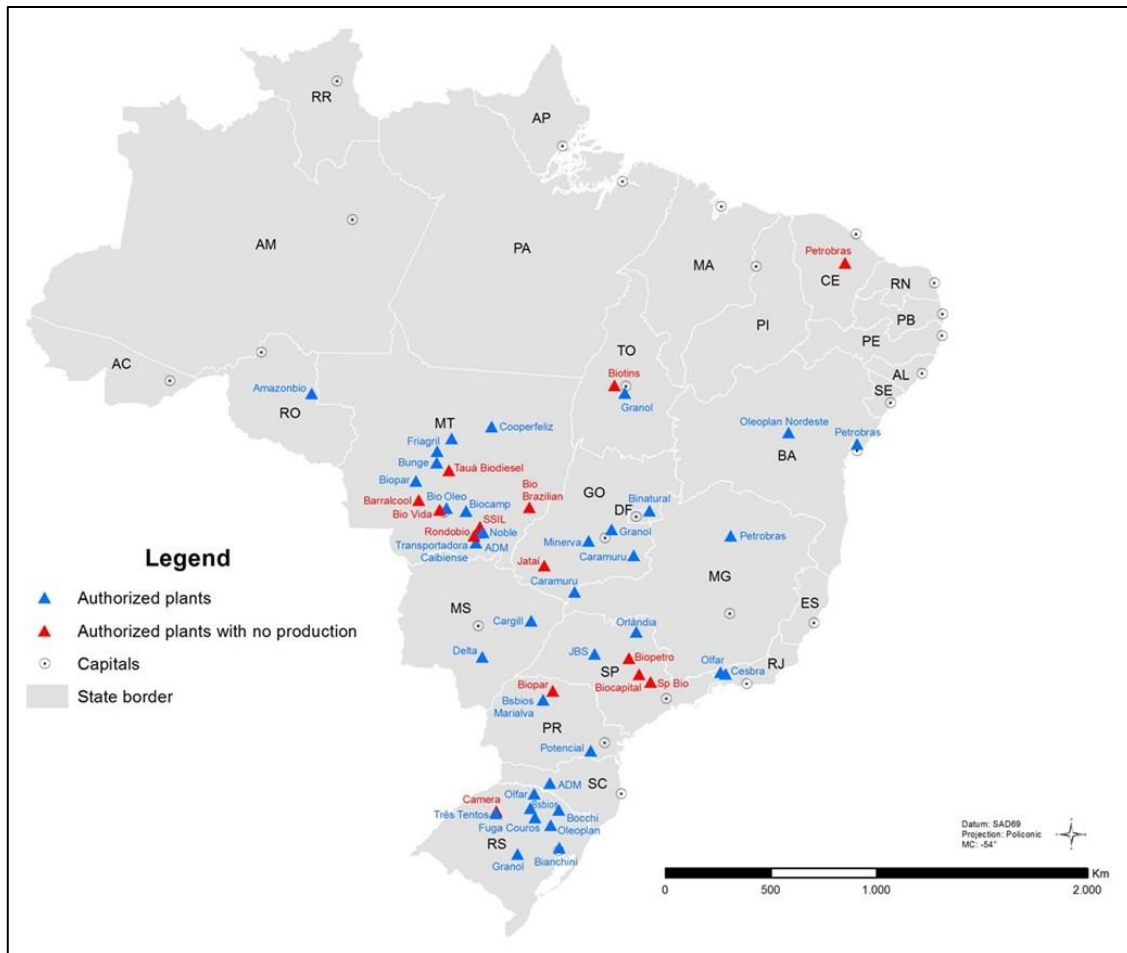 RR
AP
AM
PA
MA
Petrobras
CE
RN
PB
PI
PE
AC
TO
AL
SE
Biotins
Amazonbio
Granol
RO
MT
Cooperfeliz
Oleoplan Nordeste
Friagril
Petrobras
Bunge
Tauá Biodiesel
BA
Biopar
Bio
Brazilian
GO
Barralcool
Bio Oleo
Biocamp
Binatural
Bio Vida
DF
SSIL
Rondobio
Noble
Granol
Petrobras
Transportadora
Caibiense
ADM
Minerva
Caramuru
Jataí
Caramuru
MG
MS
ES
Cargill
Orlândia
Delta
JBS
Biopetro
Olfar
RJ
SP
Cesbra
Biocapital
Sp Bio
Biopar
Bsbios
Marialva
PR
Potencial
SC
ADM
Olfar
Camera
Bsbios
Três Tentos
Bocchi
Fuga Couros
Oleoplan
RS
Granol
Bianchini
Legend
Authorized plants
Authorized plants with no production
Capitals
State border
Datum: SAD69
Projection: Policonic
MC: -54°
Km
0 500 1.000 2.000